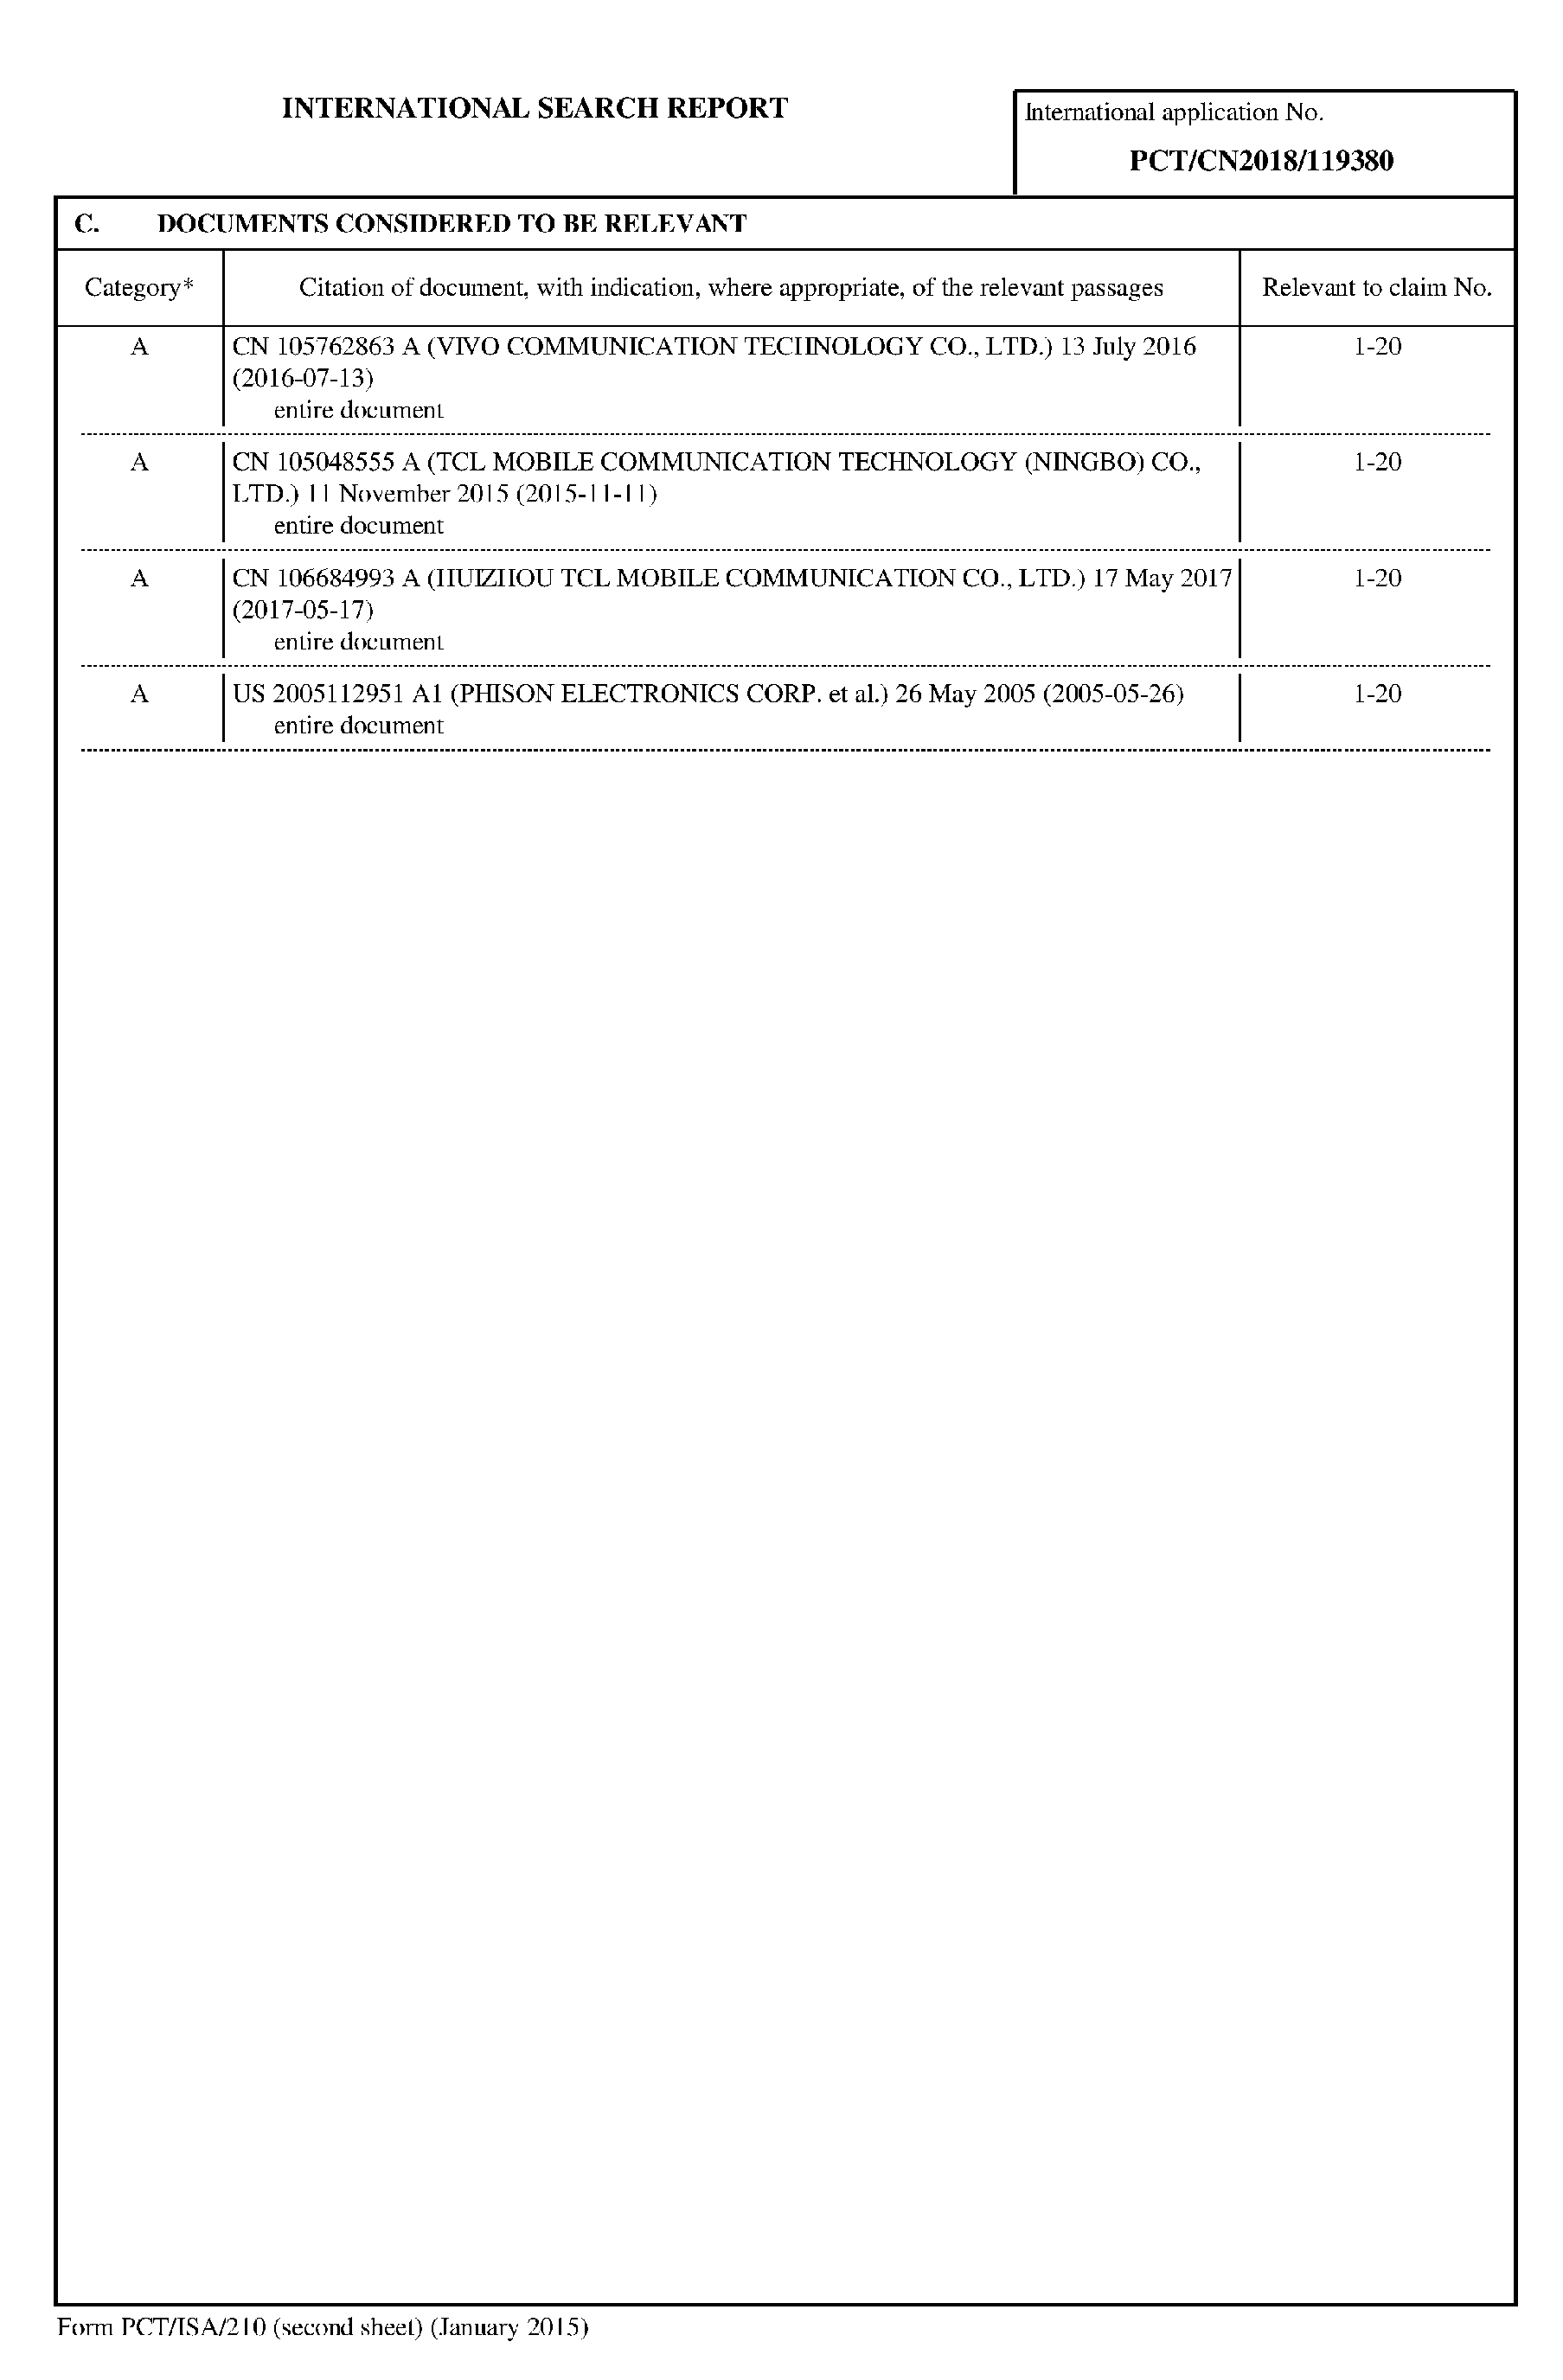 INTERNATIONAL SEARCH REPORT
International application No.
PCT/CN2018/119380
C. DOCUMENTS CONSIDERED TO BE RELEVANT
Category* Citation of document, with indication, where appropriate, of the relevant passages Relevant to claim No.
A CN 105762863 A (VIVO COMMUNICATION TECHNOLOGY CO., LTD.) 13 July 2016 1-20
(2016-07-13)
entire document
A CN 105048555 A (TCL MOBILE COMMUNICATION TECHNOLOGY (NINGBO) CO., 1-20
LTD.) 11 November 2015 (2015-11-11)
entire document
A CN 106684993 A (HUIZHOU TCL MOBILE COMMUNICATION CO., LTD.) 17 May 2017 1-20
(2017-05-17)
entire document
A US 2005112951 A1 (PHISON ELECTRONICS CORP. et al.) 26 May 2005 (2005-05-26) 1-20
entire document
Form PCT/ISA/210 (second sheet) (January 2015)